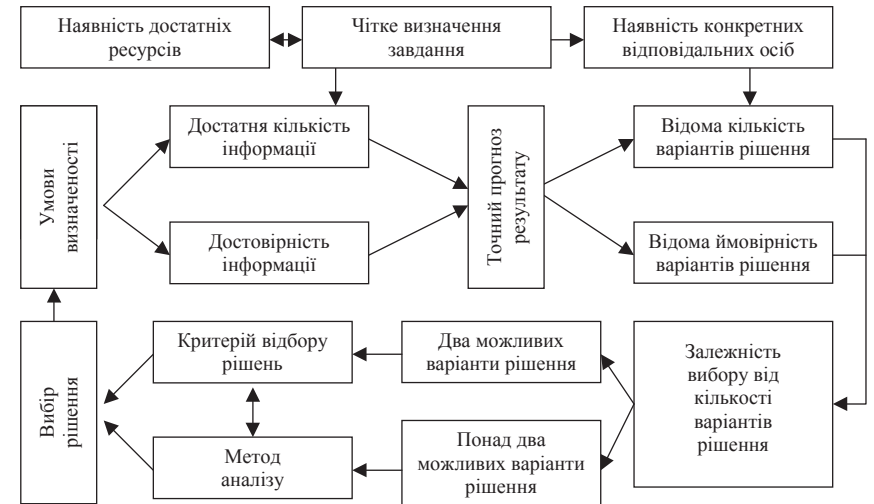 Наявність достатніх
ресурсів
Чітке визначення
завдання
Наявність конкретних
відповідальних осіб
Умови
визначеності
Достатня кількість
інформації
Достовірність
інформації
Точний прогноз
результату
Відома кількість
варіантів рішення
Відома ймовірність
варіантів рішення
Вибір
рішення
Критерій відбору
рішень
Метод
аналізу
Два можливих
варіанти рішення
Понад два
можливих варіанти
рішення
Залежність
вибору від
кількості
варіантів
рішення